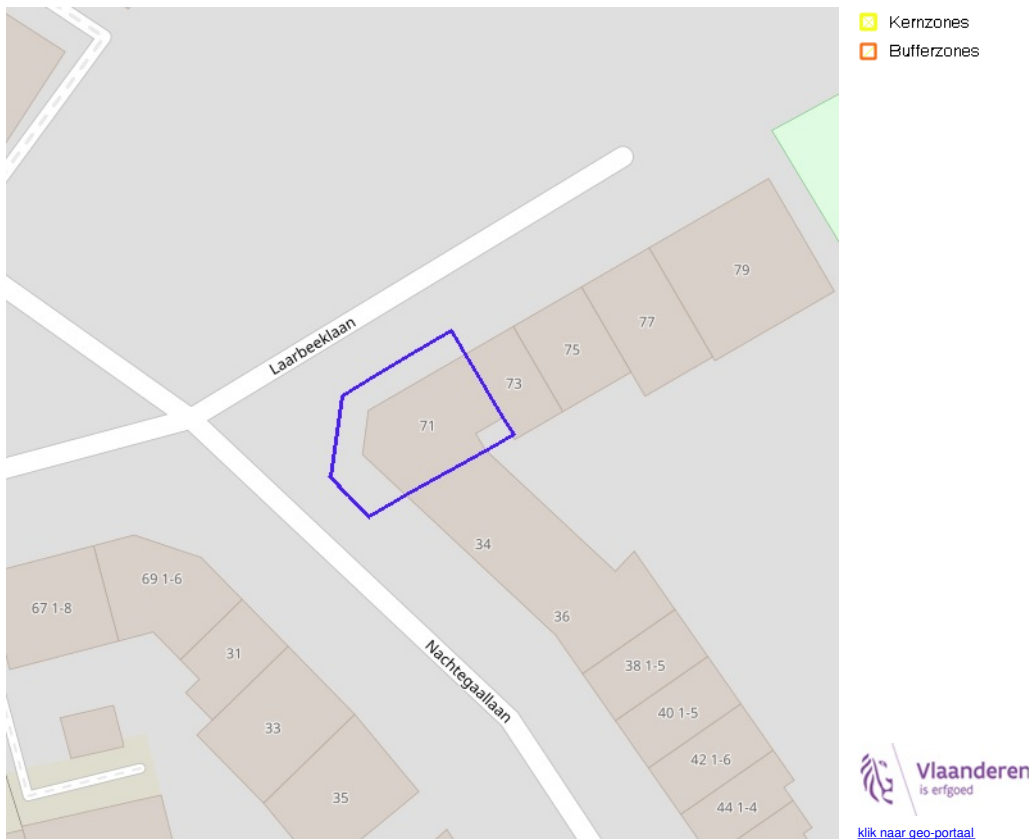 Kernzones
Bufferzones
79
77
Laarbeeklaan
75
73
71
34
69 1-6
67 1-8
36
31
38 1-5
Nachtegaallaan
40 1-5
33
42 1-6
35
44 1-4
Vlaanderen
is erfgoed
klik naar geo-portaal